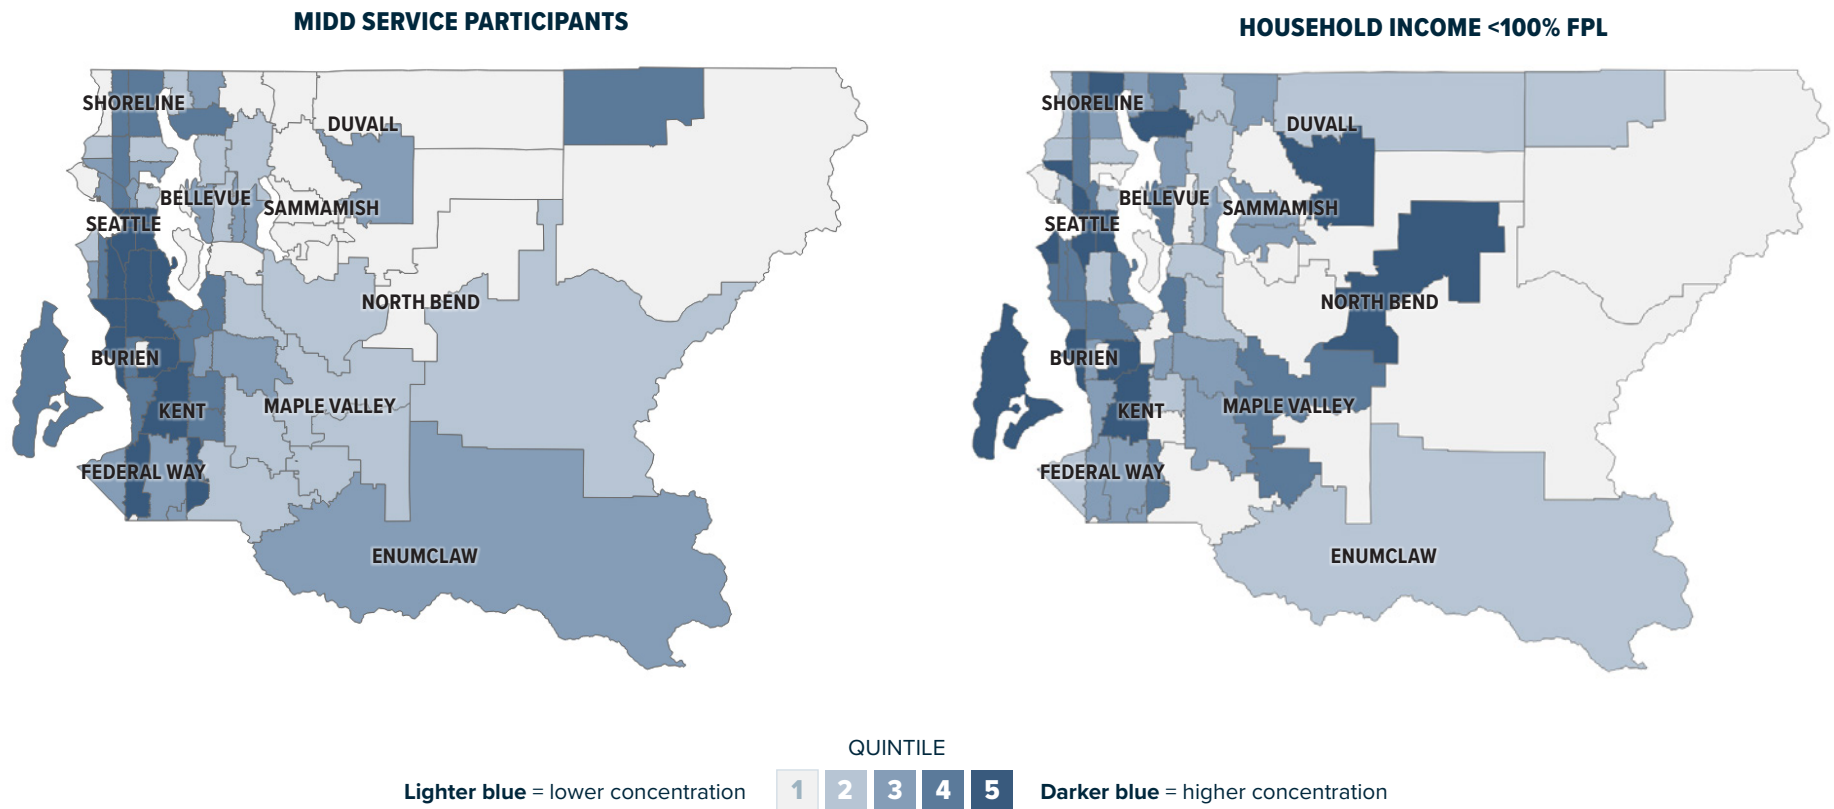 MIDD SERVICE PARTICIPANTS
SHORELINE
DUVALL
BELLEVUE
SAMMAMISH
SEATTLE
NORTH BEND
BURIEN
KENT
MAPLE VALLEY
FEDERAL WAY
ENUMCLAW
HOUSEHOLD INCOME <100% FPL
SHORELINE
DUVALL
BELLEVUE
SAMMAMISH
SEATTLE
NORTH BEND
BURIEN
KENT
MAPLE VALLEY
FEDERAL WAY
ENUMCLAW
QUINTILE
Lighter blue = lower concentration 1 2 3 4 5 Darker blue = higher concentration